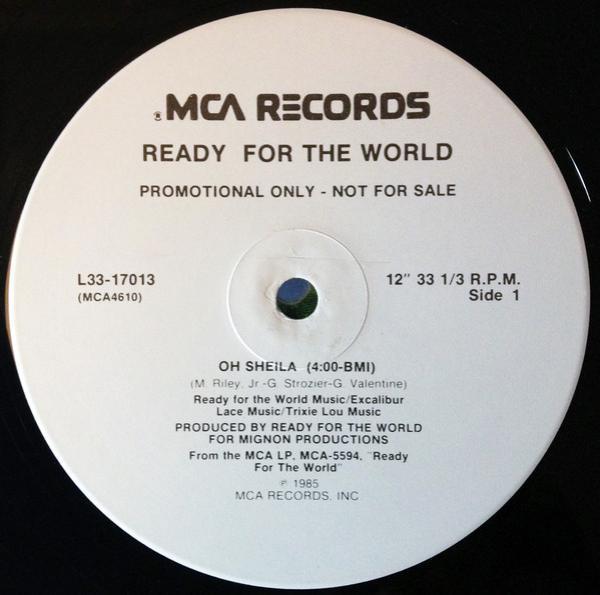 MCA RECORDS
READY FOR THE WORLD
PROMOTIONAL ONLY - NOT FOR SALE
L33-17013
(MCA4610)
12" 33 1/3 R.P.M.
Side 1
OH SHEILA (4:00-BMI)
(M. Riley, Jr.-G. Strozier-G. Valentine)
Ready for the World Music/Excalibur
Lace Music/Trixie Lou Music
PRODUCED BY READY FOR THE WORLD
FOR MIGNON PRODUCTIONS
From the MCA LP, MCA-5594, "Ready
For The World"
℗ 1985
MCA RECORDS, INC